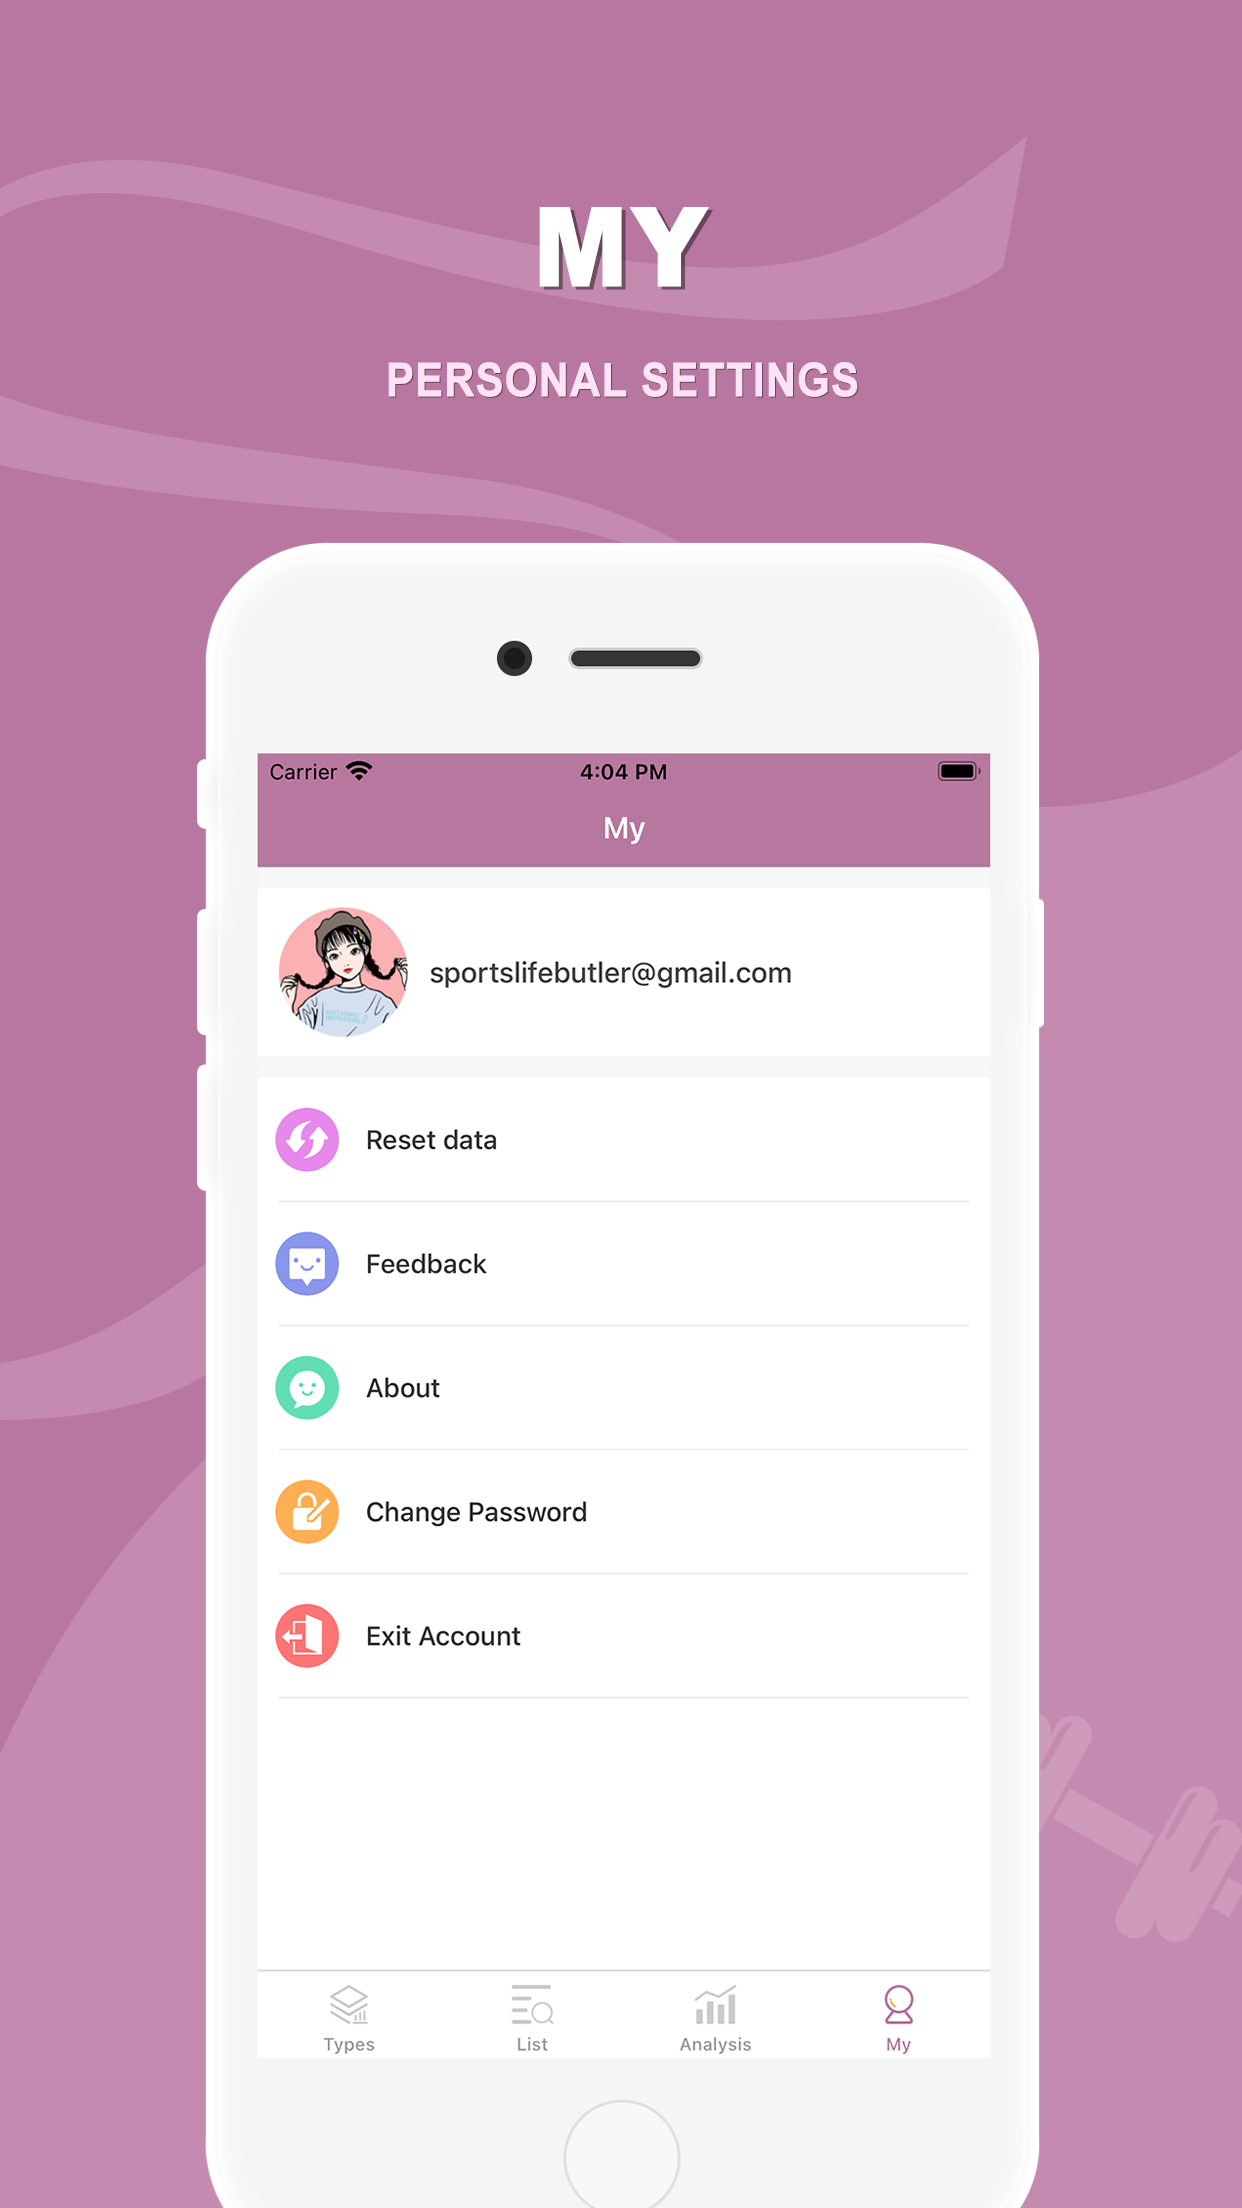 MY
PERSONAL SETTINGS
Carrier 4:04 PM
My
sportslifebutler@gmail.com
Reset data
Feedback
About
Change Password
Exit Account
Types List Analysis My